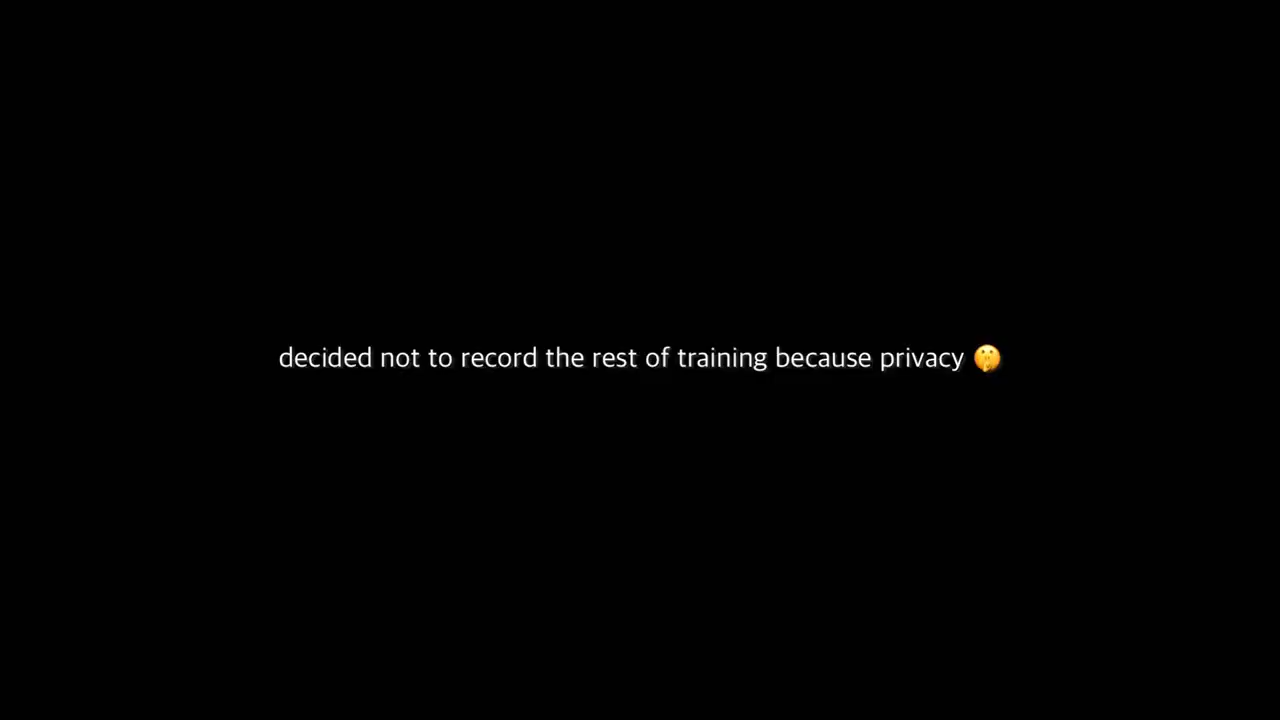 decided not to record the rest of training because privacy 🤫